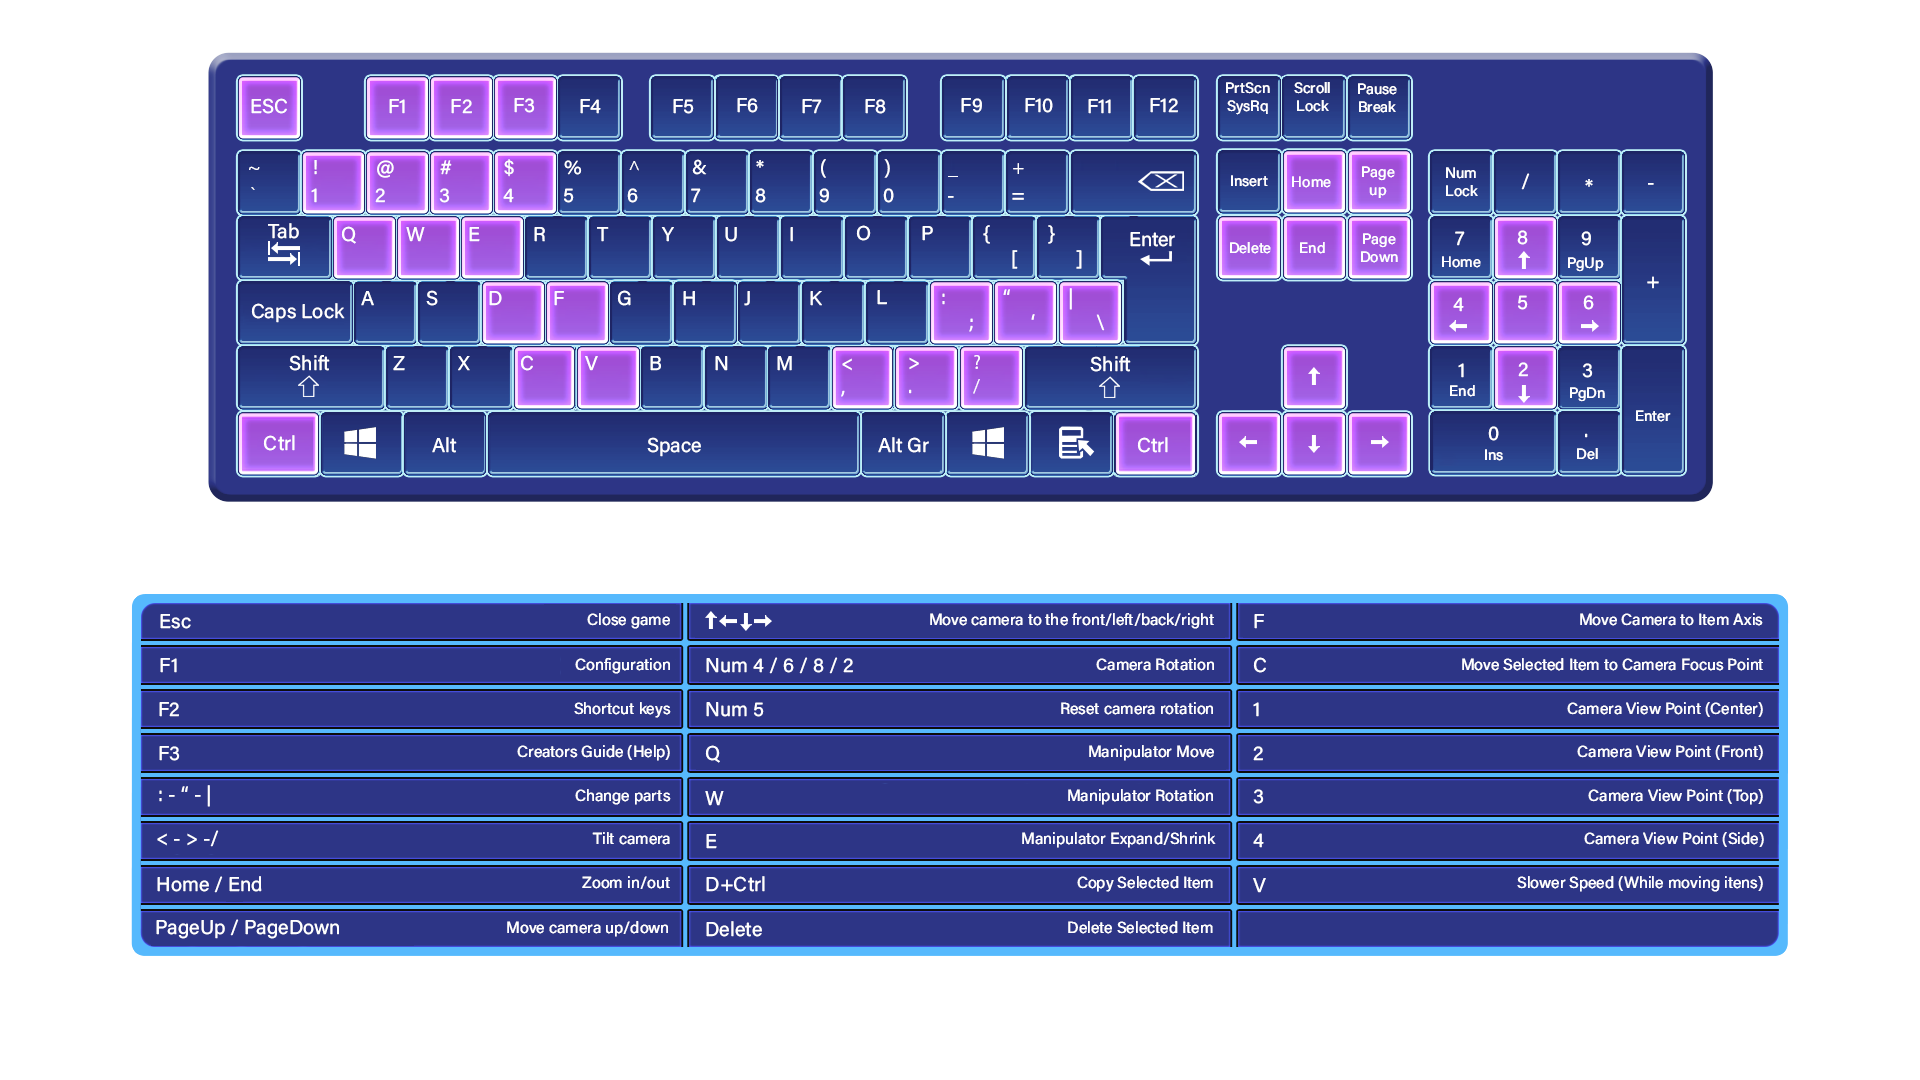 ESC F1 F2 F3 F4 F5 F6 F7 F8 F9 F10 F11 F12 PrtScn SysRq Scroll Lock Pause Break
~ ` ! 1 @ 2 # 3 $ 4 % 5 ^ 6 & 7 * 8 ( 9 ) 0 _ - + = Insert Home Page up Num Lock / * -
Tab Q W E R T Y U I O P { [ } ] Enter Delete End Page Down 7 Home 8 ↑ 9 PgUp +
Caps Lock A S D F G H J K L : ; “ ‘ | \ 4 ← 5 6 →
Shift Z X C V B N M < , > . ? / Shift ↑ 1 End 2 ↓ 3 PgDn Enter
Ctrl Alt Space Alt Gr Ctrl ← ↓ → 0 Ins . Del
Esc Close game
F1 Configuration
F2 Shortcut keys
F3 Creators Guide (Help)
: - “ - | Change parts
< - > -/ Tilt camera
Home / End Zoom in/out
PageUp / PageDown Move camera up/down
↑←↓→ Move camera to the front/left/back/right
Num 4 / 6 / 8 / 2 Camera Rotation
Num 5 Reset camera rotation
Q Manipulator Move
W Manipulator Rotation
E Manipulator Expand/Shrink
D+Ctrl Copy Selected Item
Delete Delete Selected Item
F Move Camera to Item Axis
C Move Selected Item to Camera Focus Point
1 Camera View Point (Center)
2 Camera View Point (Front)
3 Camera View Point (Top)
4 Camera View Point (Side)
V Slower Speed (While moving itens)